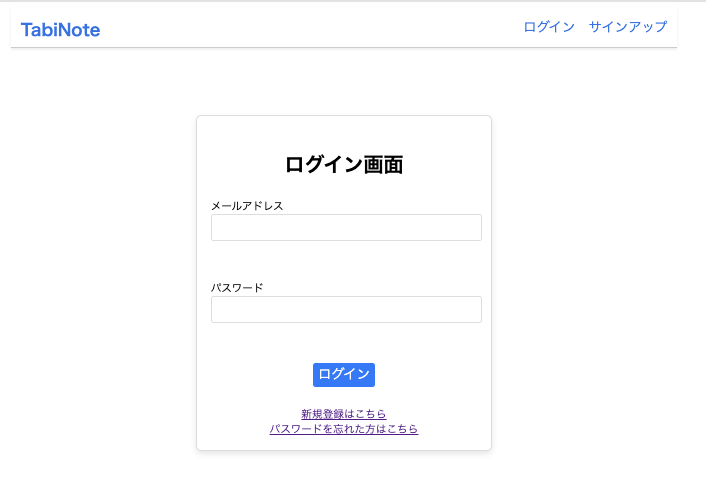 TabiNote
ログイン サインアップ
ログイン画面
メールアドレス
パスワード
ログイン
新規登録はこちら
パスワードを忘れた方はこちら